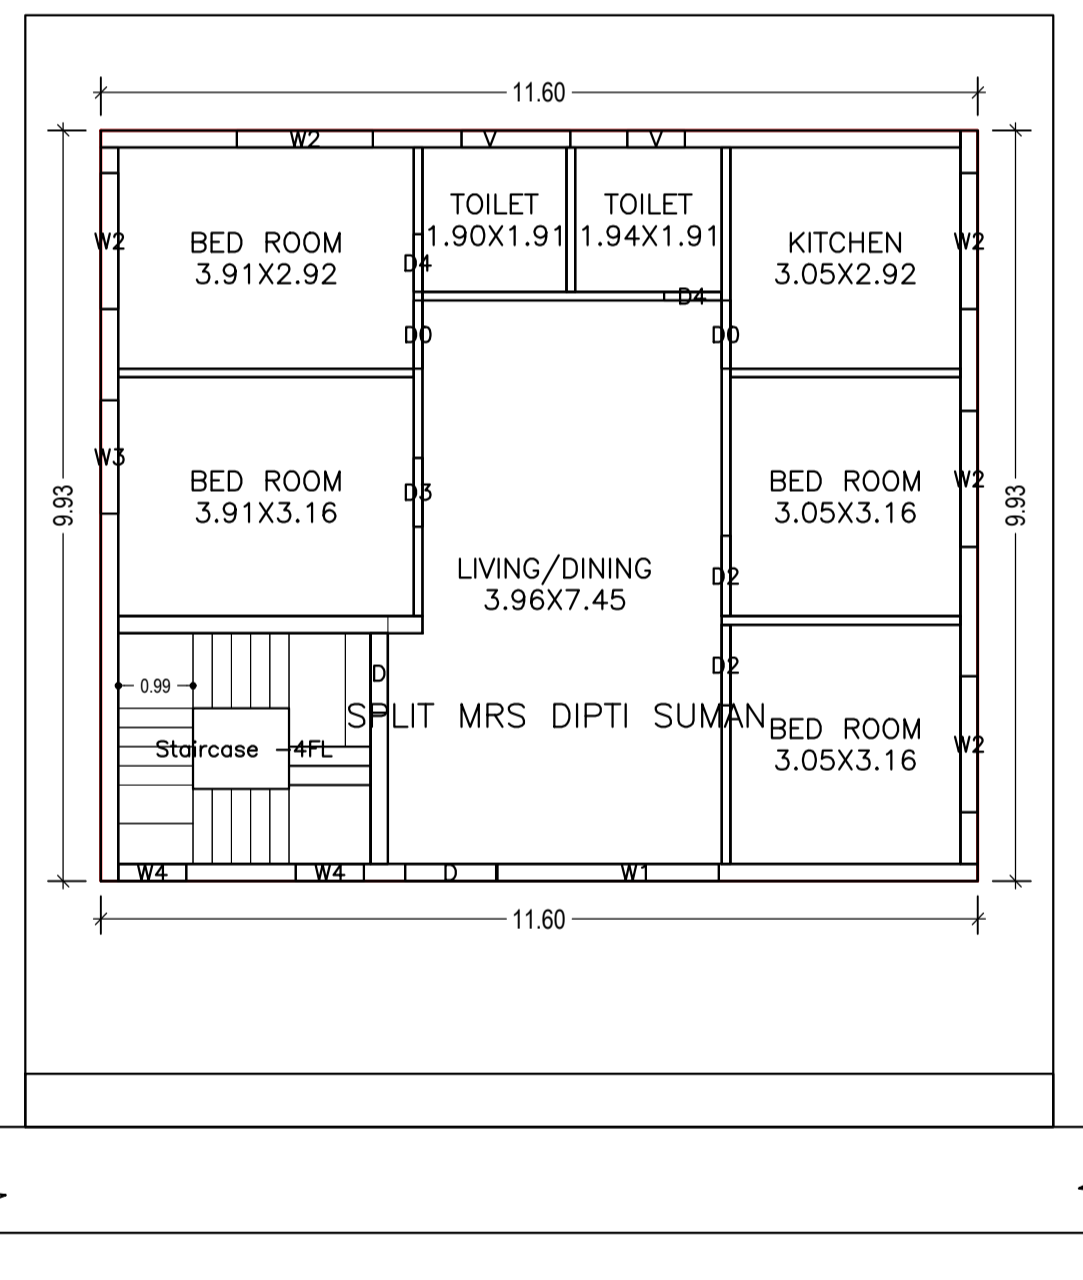 11.60
W2 V V
TOILET
1.90X1.91
TOILET
1.94X1.91
W2
BED ROOM
3.91X2.92
KITCHEN
3.05X2.92
W2
D4
D4
D0
D0
W3
BED ROOM
3.91X3.16
D3
BED ROOM
3.05X3.16
W2
9.93
9.93
LIVING/DINING
3.96X7.45
D2
D2
D
0.99
SPLIT MRS DIPTI SUMAN
BED ROOM
3.05X3.16
W2
Staircase -4FL
W4 W4 D W1
11.60